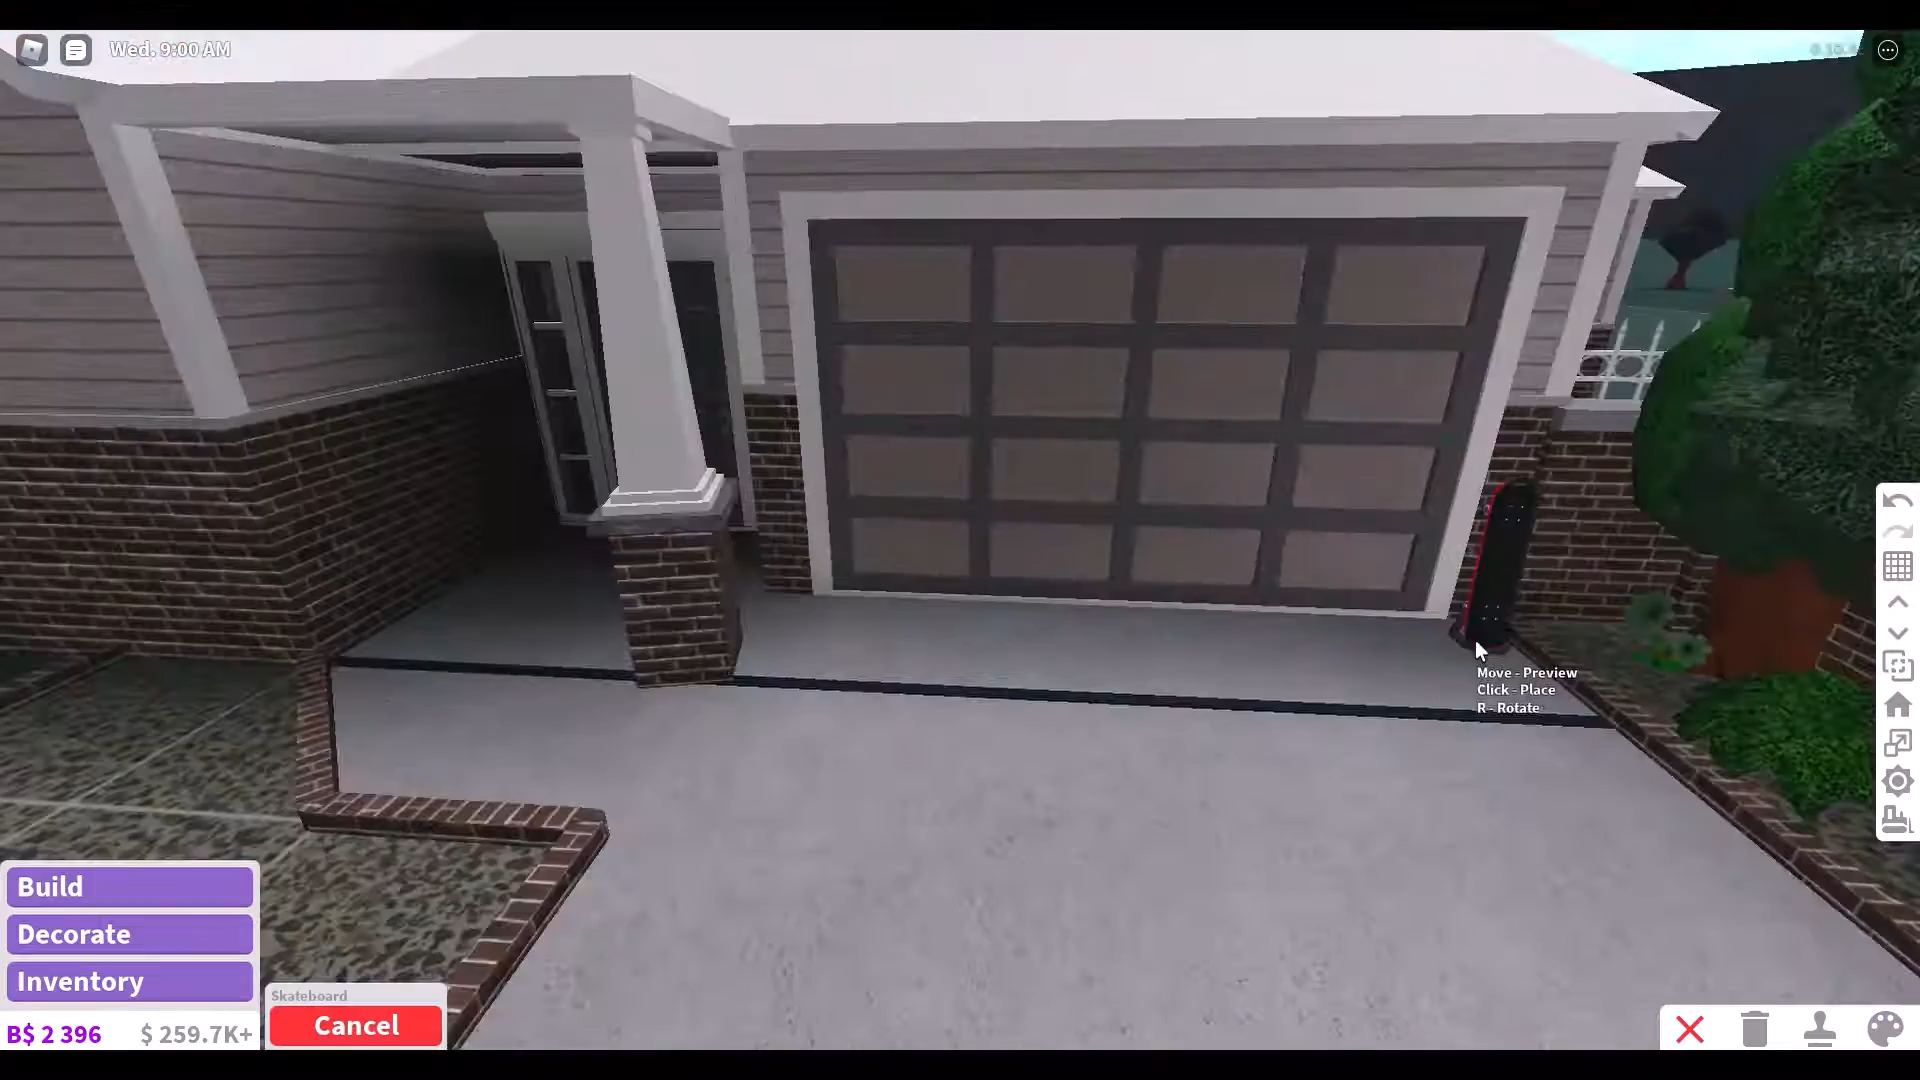 Wed. 9:00 AM
Move - Preview
Click - Place
R - Rotate
Build
Decorate
Inventory
Skateboard
Cancel
B$ 2 396
$ 259.7K+